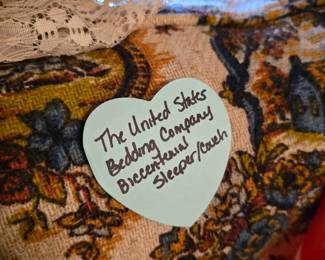 The United States
Bedding Company
Bicentenial
Sleeper/Couch